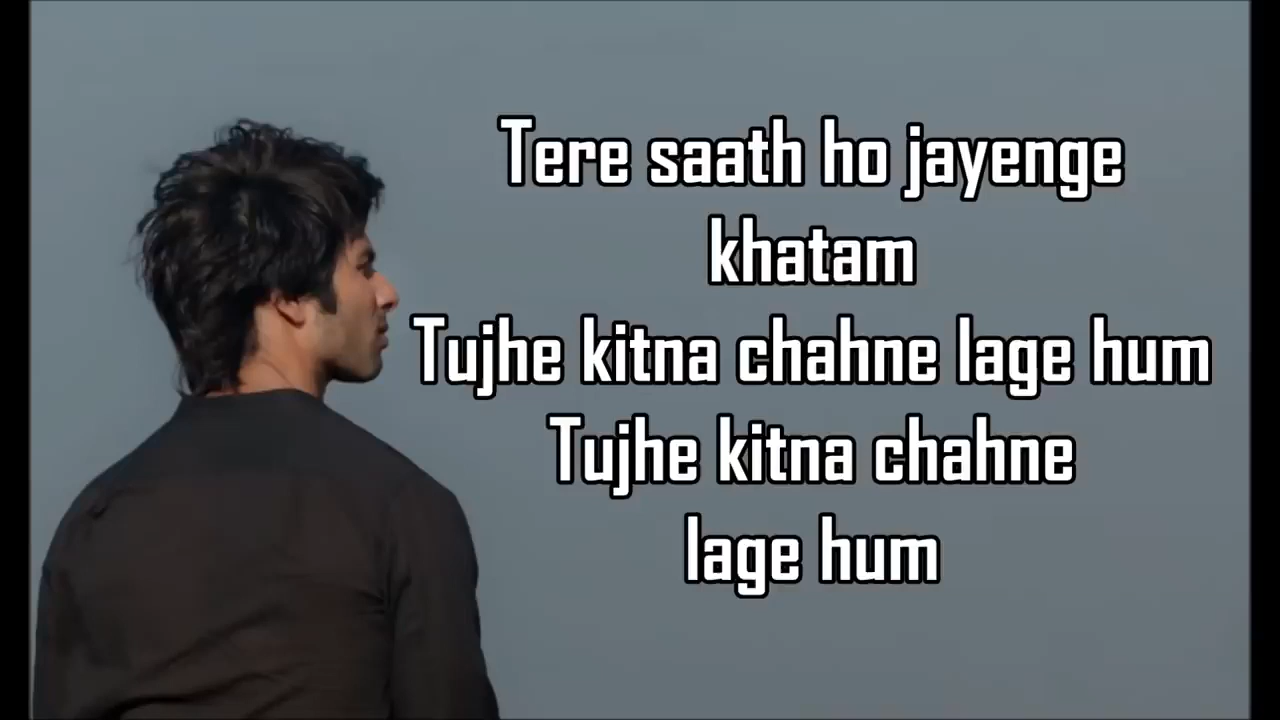 Tere saath ho jayenge
khatam
Tujhe kitna chahne lage hum
Tujhe kitna chahne
lage hum